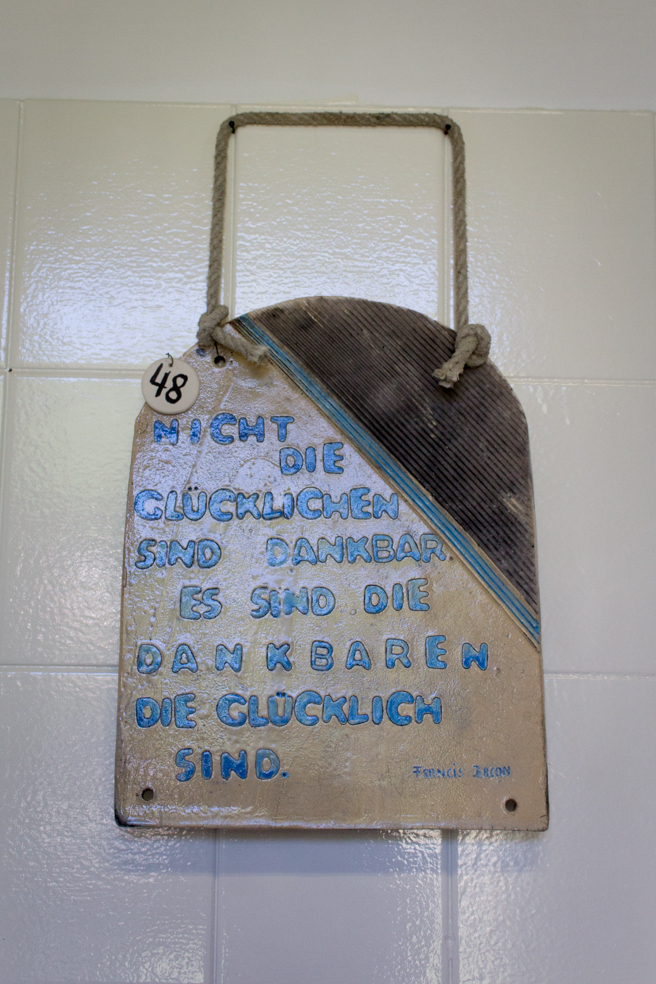 48
NICHT
DIE
GLÜCKLICHEN
SIND DANKBAR.
ES SIND DIE
DANKBAREN
DIE GLÜCKLICH
SIND.
FRANCIS BACON